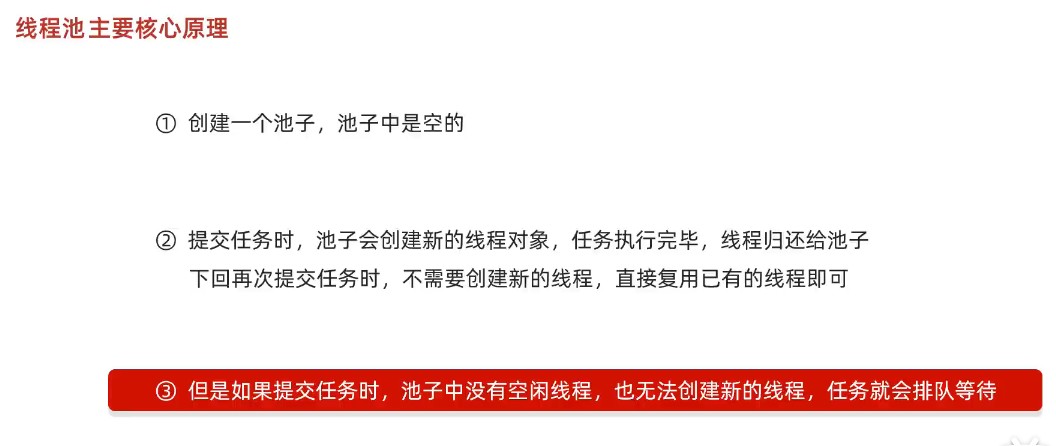 线程池主要核心原理
① 创建一个池子，池子中是空的
② 提交任务时，池子会创建新的线程对象，任务执行完毕，线程归还给池子
下回再次提交任务时，不需要创建新的线程，直接复用已有的线程即可
③ 但是如果提交任务时，池子中没有空闲线程，也无法创建新的线程，任务就会排队等待